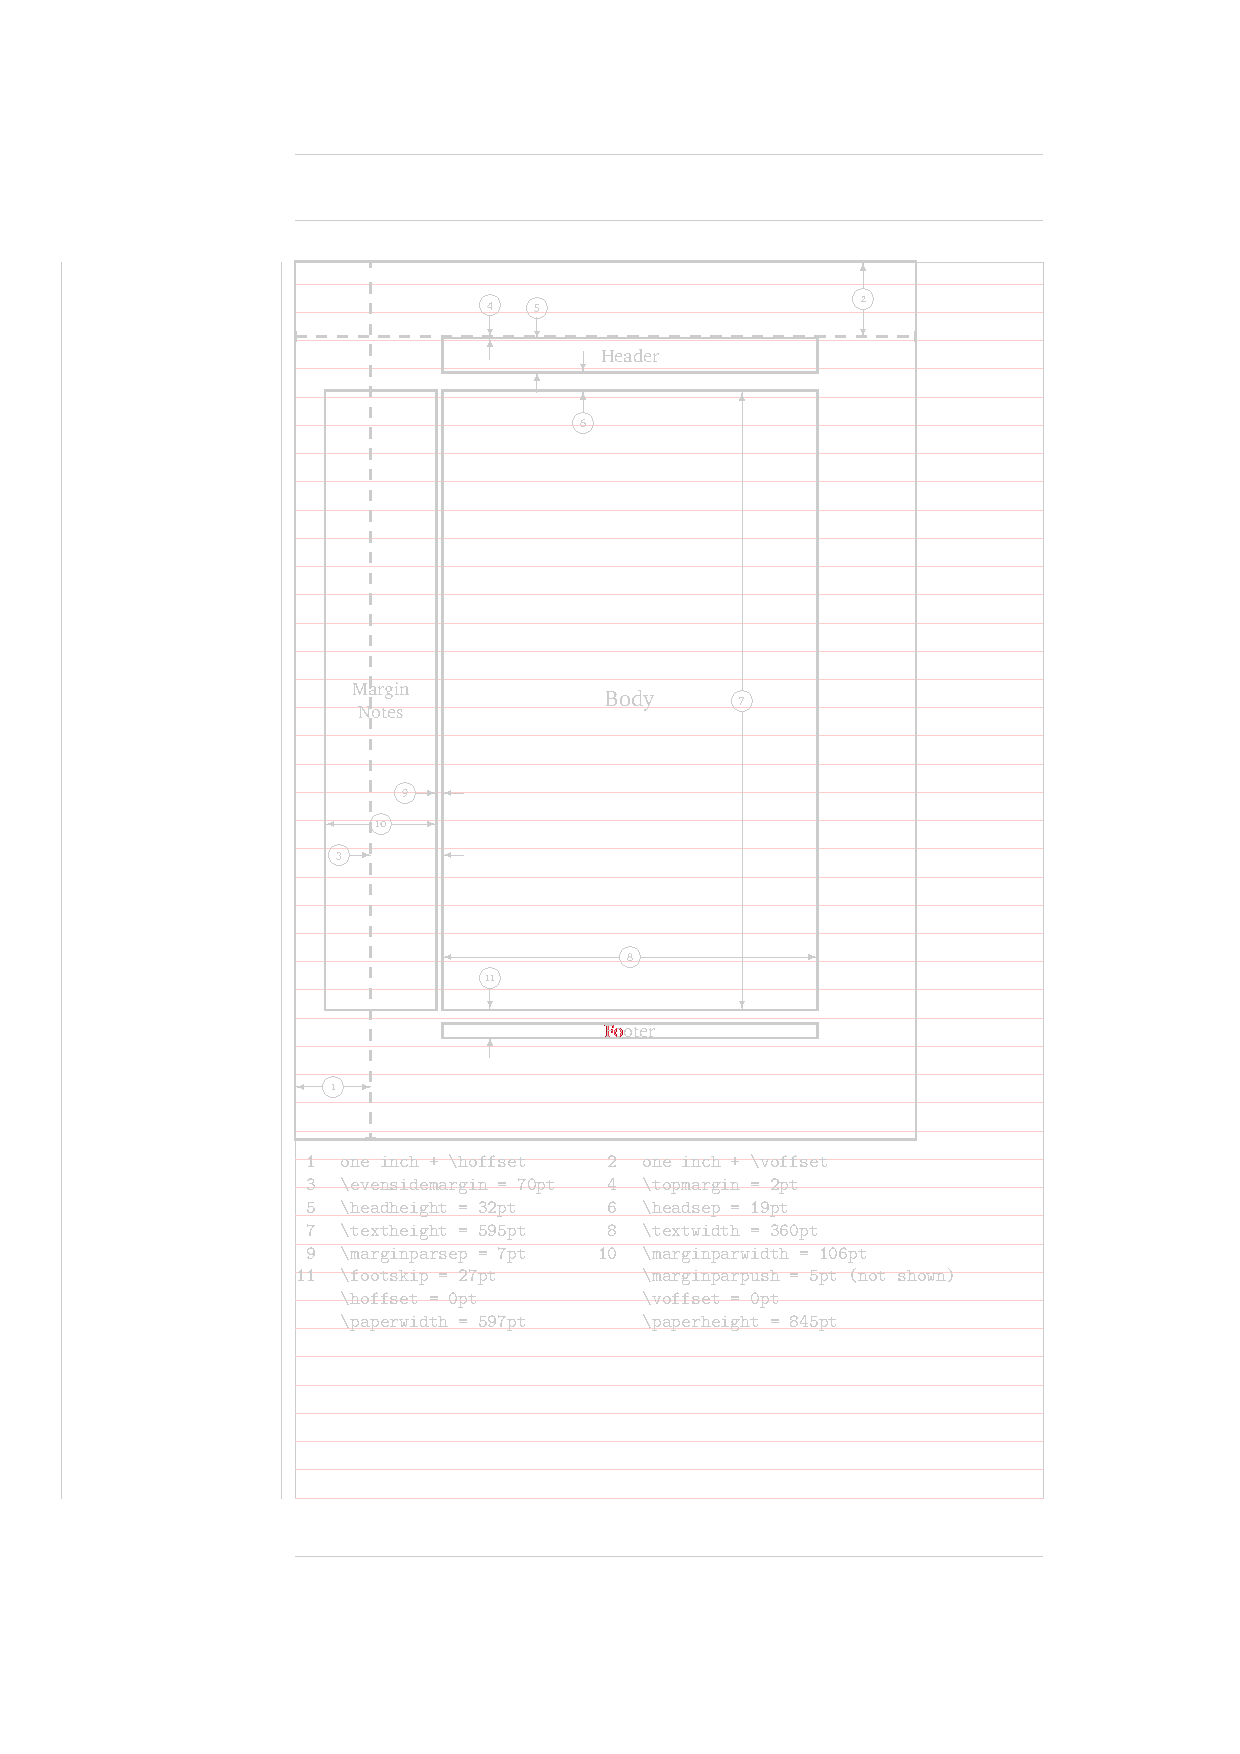 4
5
2
Header
6
Margin
Notes
Body
7
9
10
3
8
11
Footer
1
1 one inch + \hoffset 2 one inch + \voffset
3 \evensidemargin = 70pt 4 \topmargin = 2pt
5 \headheight = 32pt 6 \headsep = 19pt
7 \textheight = 595pt 8 \textwidth = 360pt
9 \marginparsep = 7pt 10 \marginparwidth = 106pt
11 \footskip = 27pt \marginparpush = 5pt (not shown)
\hoffset = 0pt \voffset = 0pt
\paperwidth = 597pt \paperheight = 845pt